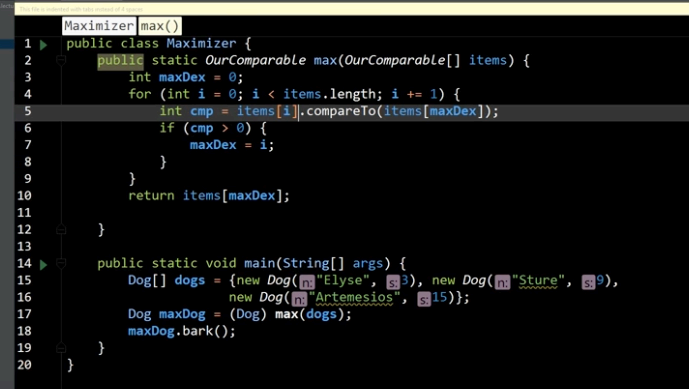 This file is indented with tabs instead of 4 spaces
Maximizer max()
1 public class Maximizer {
2 public static OurComparable max(OurComparable[] items) {
3 int maxDex = 0;
4 for (int i = 0; i < items.length; i += 1) {
5 int cmp = items[i].compareTo(items[maxDex]);
6 if (cmp > 0) {
7 maxDex = i;
8 }
9 }
10 return items[maxDex];
11
12 }
13
14 public static void main(String[] args) {
15 Dog[] dogs = {new Dog(n: "Elyse", s: 3), new Dog(n: "Sture", s: 9),
16 new Dog(n: "Artemesios", s: 15)};
17 Dog maxDog = (Dog) max(dogs);
18 maxDog.bark();
19 }
20 }